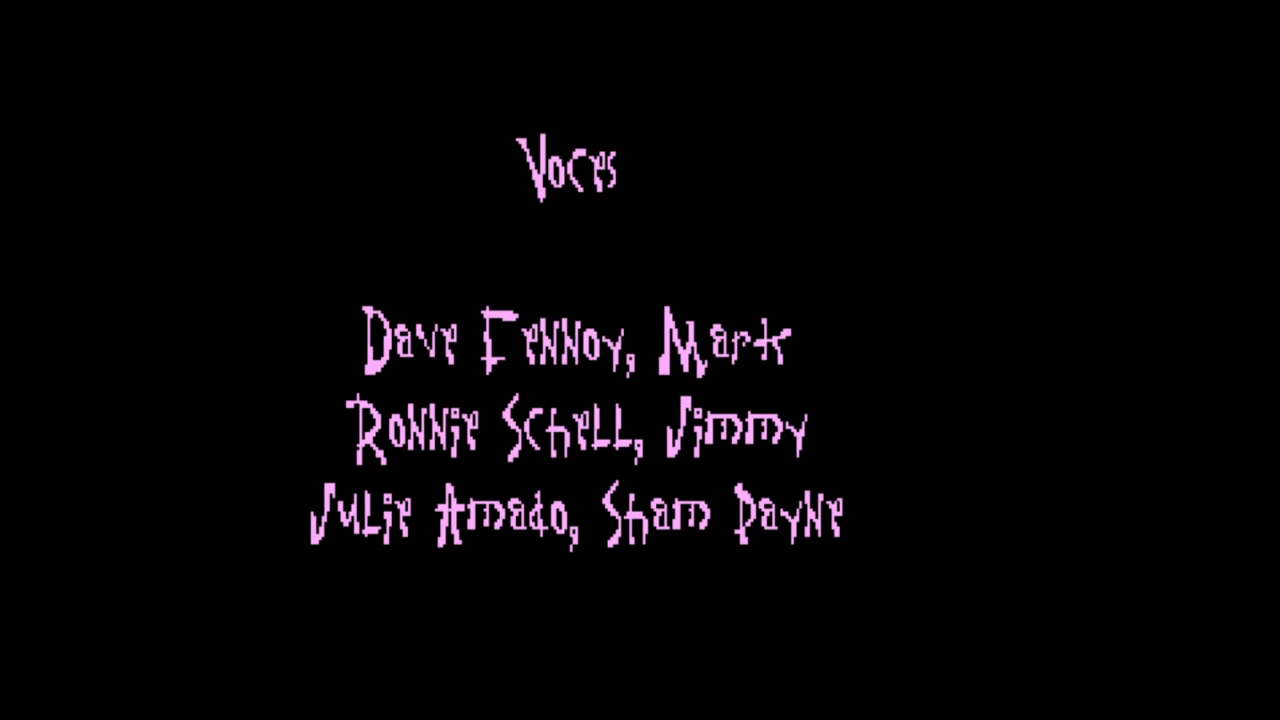 Voces
Dave Fennoy, Mark
Ronnie Schell, Jimmy
Julie Amado, Sham Payne